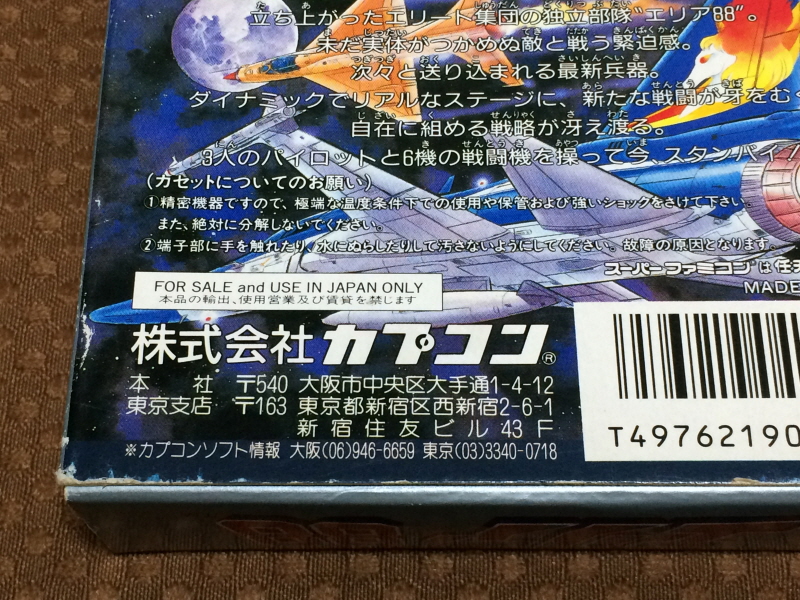 立ち上がったエリート集団の独立部隊"エリア88"。
未だ実体がつかめぬ敵と戦う緊迫感。
次々と送り込まれる最新兵器。
ダイナミックでリアルなステージに、新たな戦闘が牙をむく
自在に組める戦略が冴え渡る。
3人のパイロットと6機の戦闘機を操って今、スタンバイ!
(カセットについてのお願い)
①精密機器ですので、極端な温度条件下での使用や保管および強いショックをさけて下さい。
また、絶対に分解しないでください。
②端子部に手を触れたり、水にぬらしたりして汚さないようにしてください。故障の原因となります。
スーパーファミコンは任天
MADE
FOR SALE and USE IN JAPAN ONLY
本品の輸出、使用営業及び賃貸を禁じます
株式会社カプコン®
本社 〒540 大阪市中央区大手通1-4-12
東京支店 〒163 東京都新宿区西新宿2-6-1
新宿住友ビル 43F
※カプコンソフト情報 大阪(06)946-6659 東京(03)3340-0718
T49762190